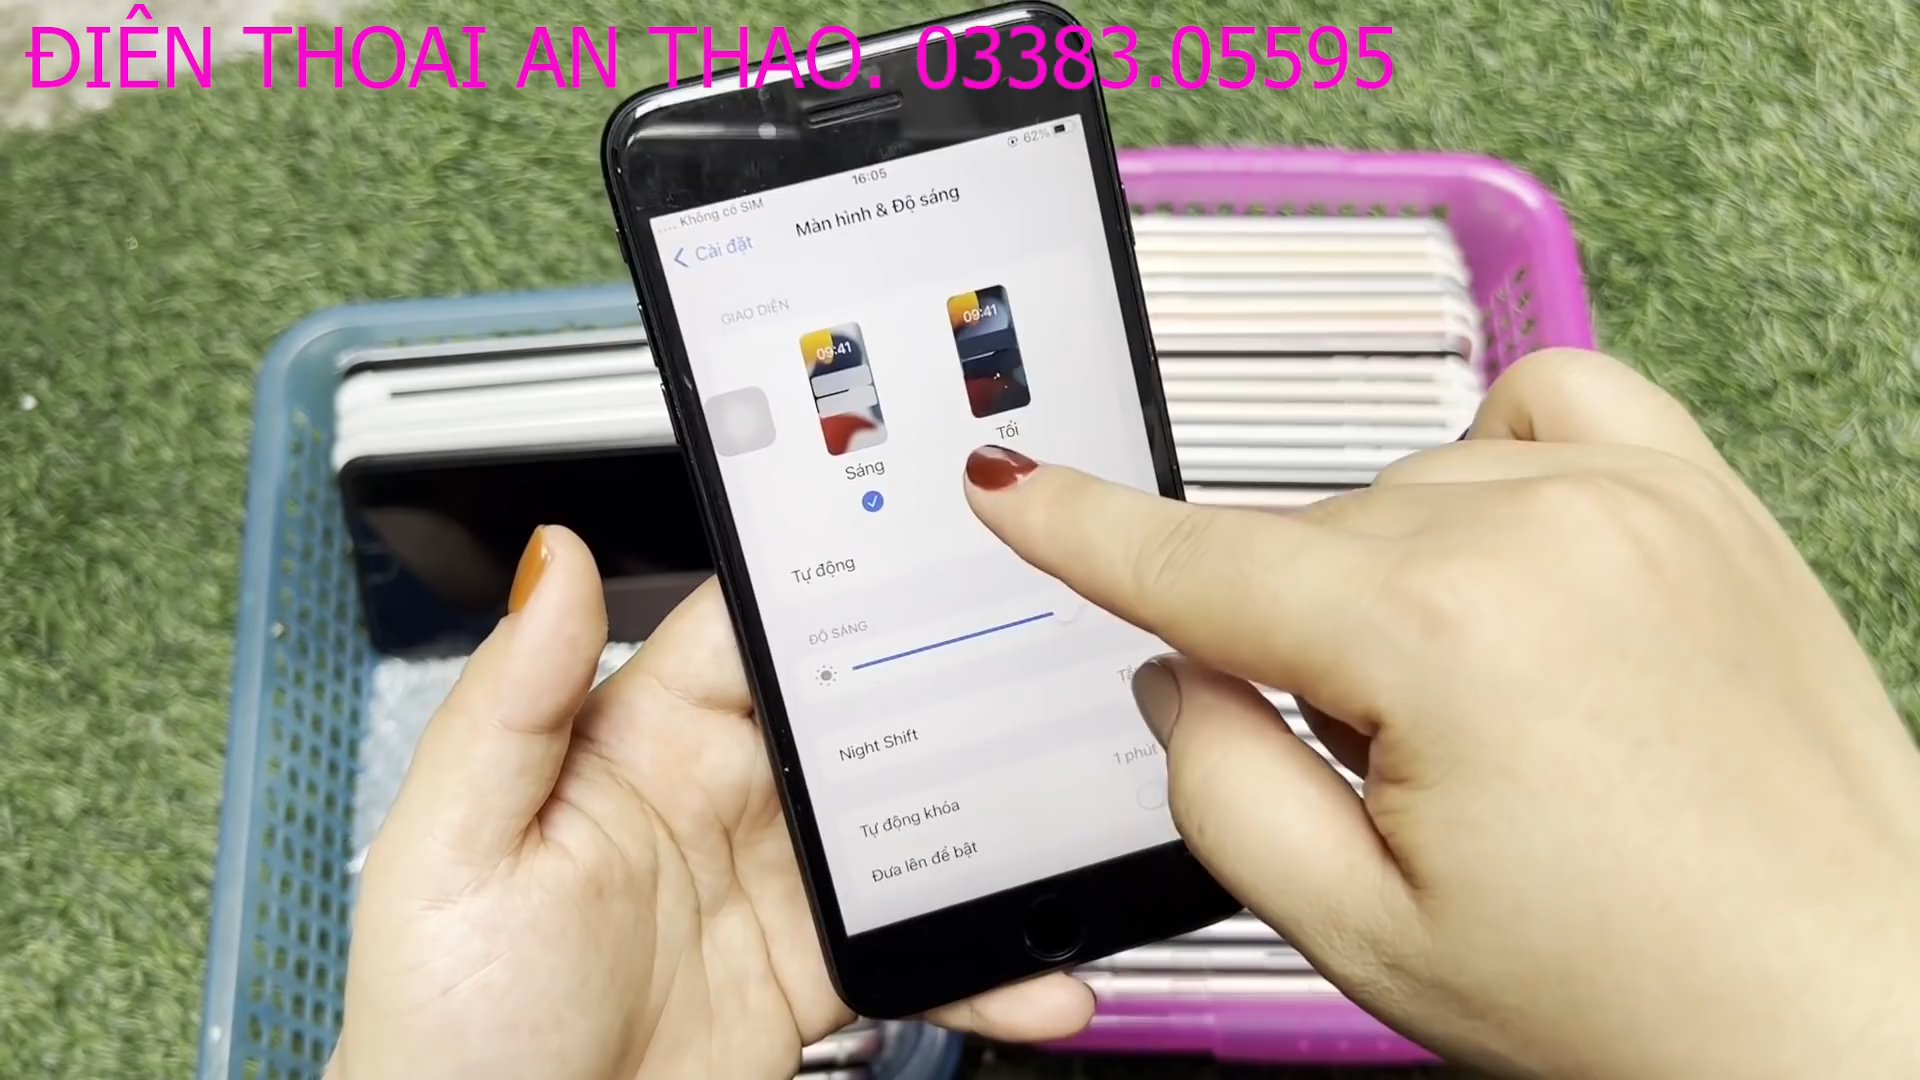 ĐIÊN THOAI AN THAO. 03383.05595
62%
16:05
Không có SIM
Màn hình & Độ sáng
Cài đặt
GIAO DIỆN
09:41
09:41
Tối
Sáng
Tự động
ĐỘ SÁNG
Night Shift
1 phút
Tự động khóa
Đưa lên để bật